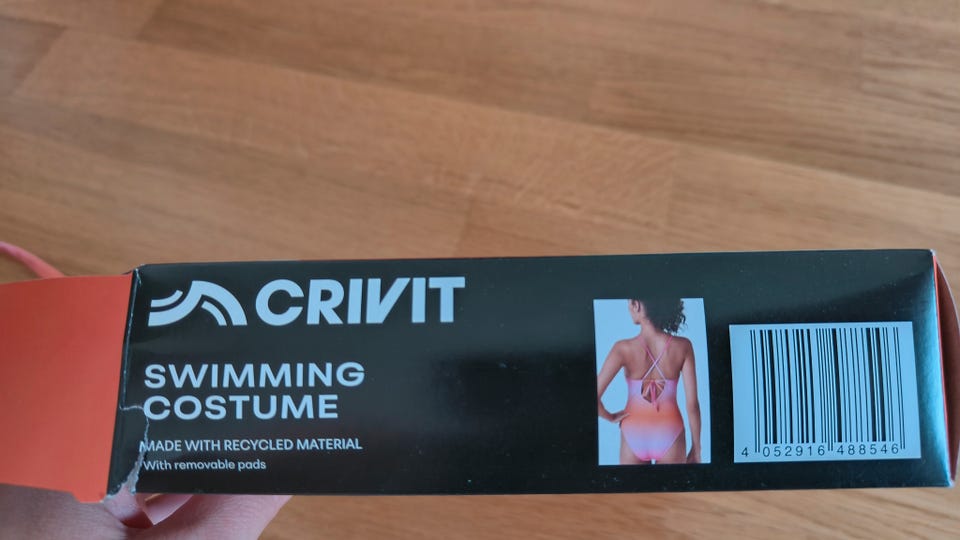 CRIVIT
SWIMMING
COSTUME
MADE WITH RECYCLED MATERIAL
With removable pads
4 052916 488546